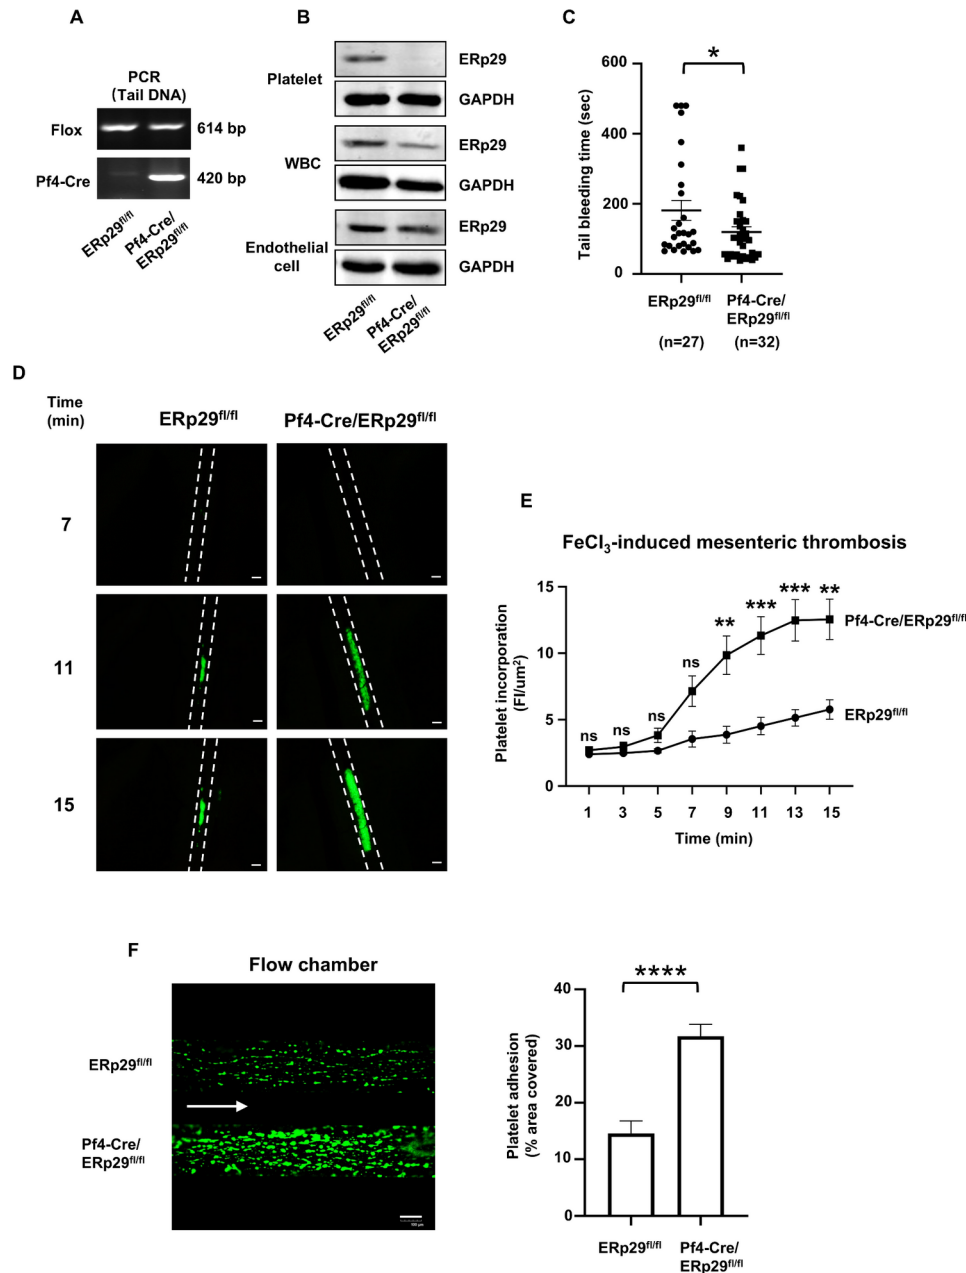 A
PCR
(Tail DNA)
Flox
614 bp
Pf4-Cre
420 bp
ERp29fl/fl
Pf4-Cre/
ERp29fl/fl
B
Platelet
ERp29
GAPDH
WBC
ERp29
GAPDH
Endothelial
cell
ERp29
GAPDH
ERp29fl/fl
Pf4-Cre/
ERp29fl/fl
C
*
Tail bleeding time (sec)
600
400
200
0
ERp29fl/fl
(n=27)
Pf4-Cre/
ERp29fl/fl
(n=32)
D
Time
(min)
ERp29fl/fl
Pf4-Cre/ERp29fl/fl
7
11
15
E
FeCl3-induced mesenteric thrombosis
Platelet incorporation
(FI/um²)
15
10
5
0
ns
ns
ns
ns
**
***
***
**
Pf4-Cre/ERp29fl/fl
ERp29fl/fl
1 3 5 7 9 11 13 15
Time (min)
F
Flow chamber
ERp29fl/fl
Pf4-Cre/
ERp29fl/fl
****
Platelet adhesion
(% area covered)
40
30
20
10
0
ERp29fl/fl
Pf4-Cre/
ERp29fl/fl